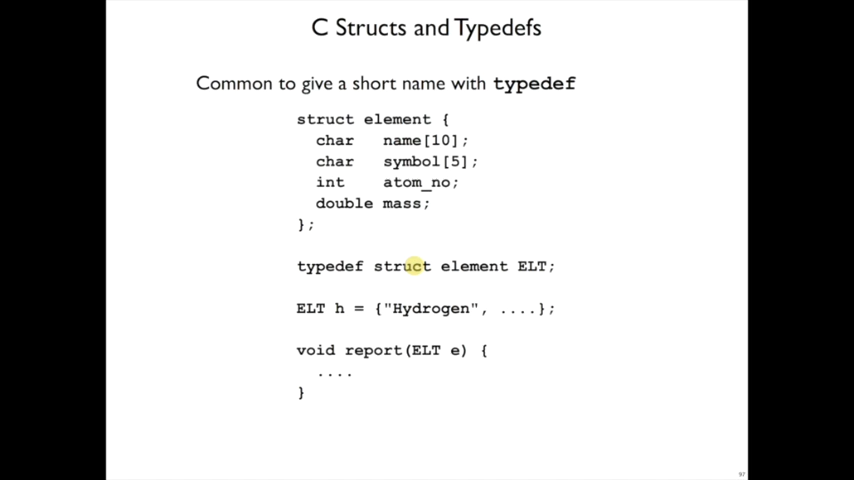 C Structs and Typedefs
Common to give a short name with typedef
struct element {
  char   name[10];
  char   symbol[5];
  int    atom_no;
  double mass;
};
typedef struct element ELT;
ELT h = {"Hydrogen", ....};
void report(ELT e) {
  ....
}
97